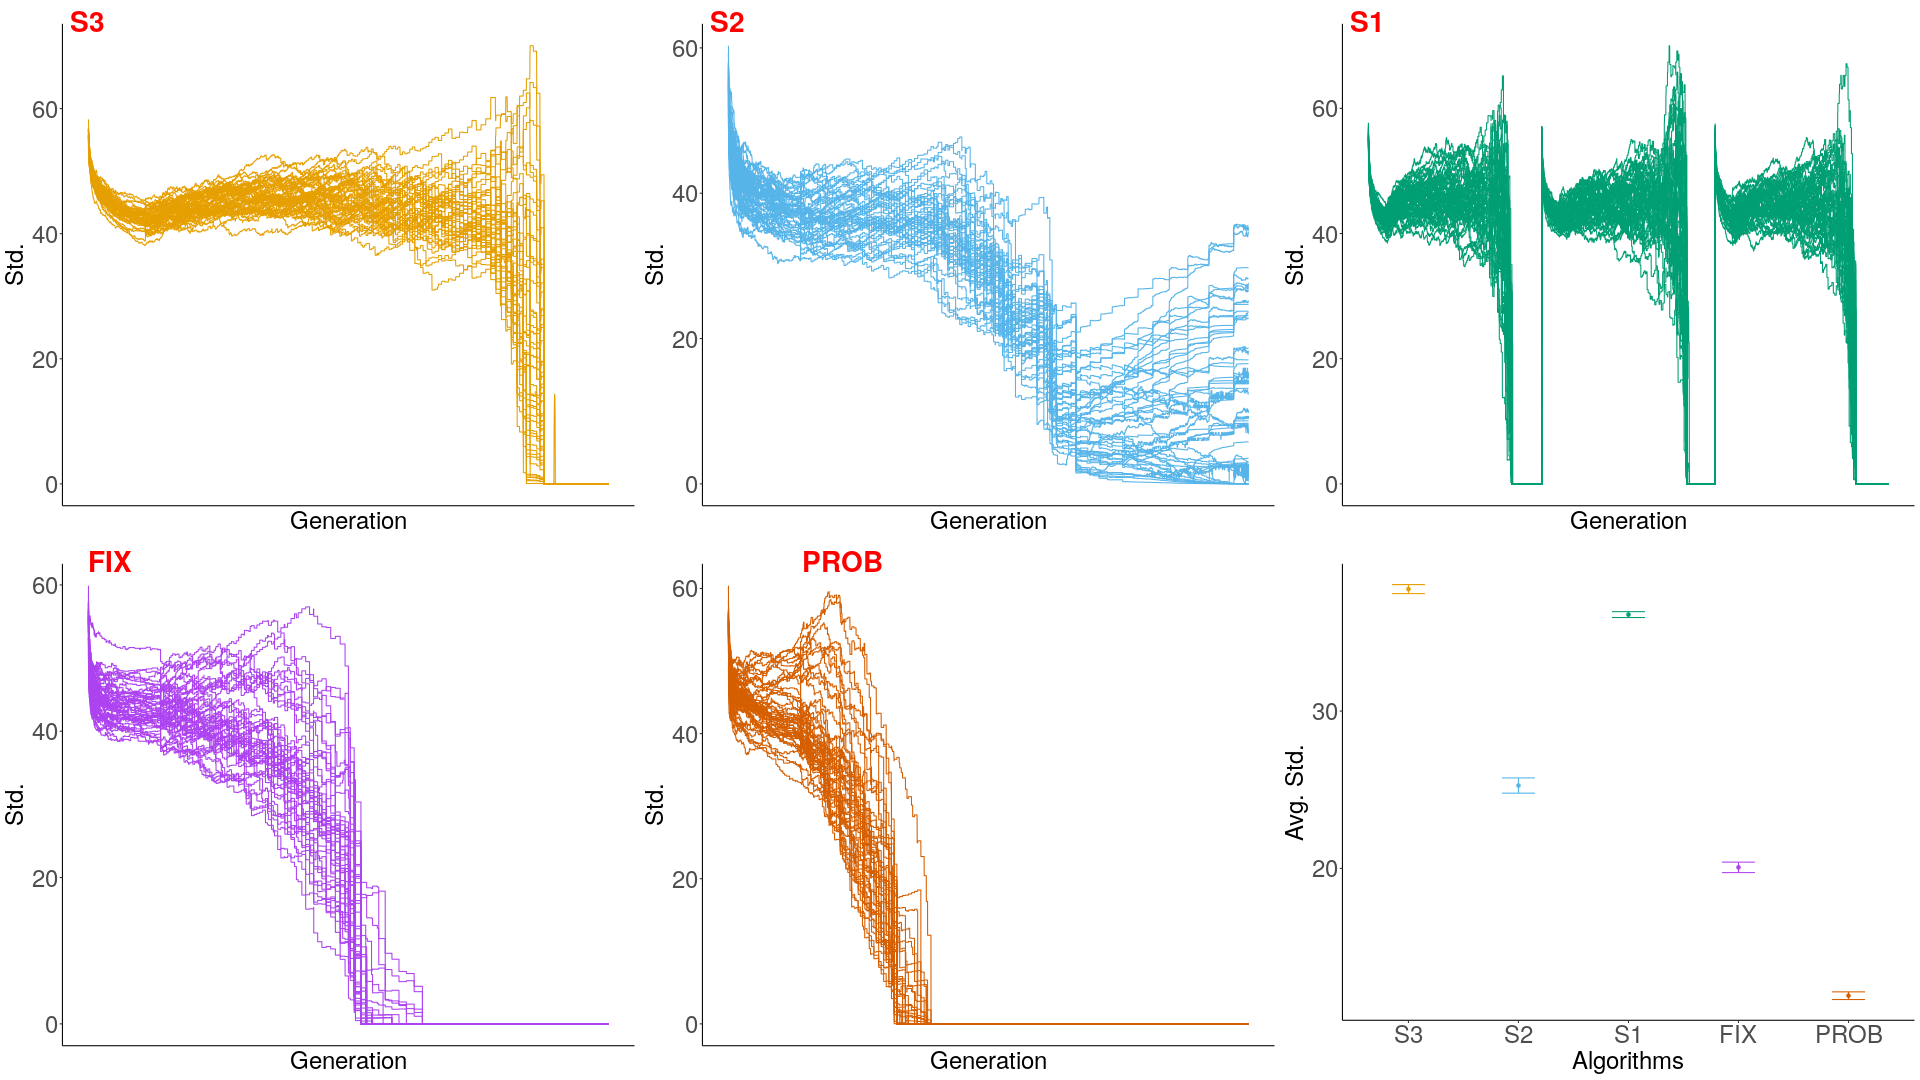 S3
60
40
20
0
Std.
Generation
S2
60
40
20
0
Std.
Generation
S1
60
40
20
0
Std.
Generation
FIX
60
40
20
0
Std.
Generation
PROB
60
40
20
0
Std.
Generation
30
20
Avg. Std.
S3 S2 S1 FIX PROB
Algorithms